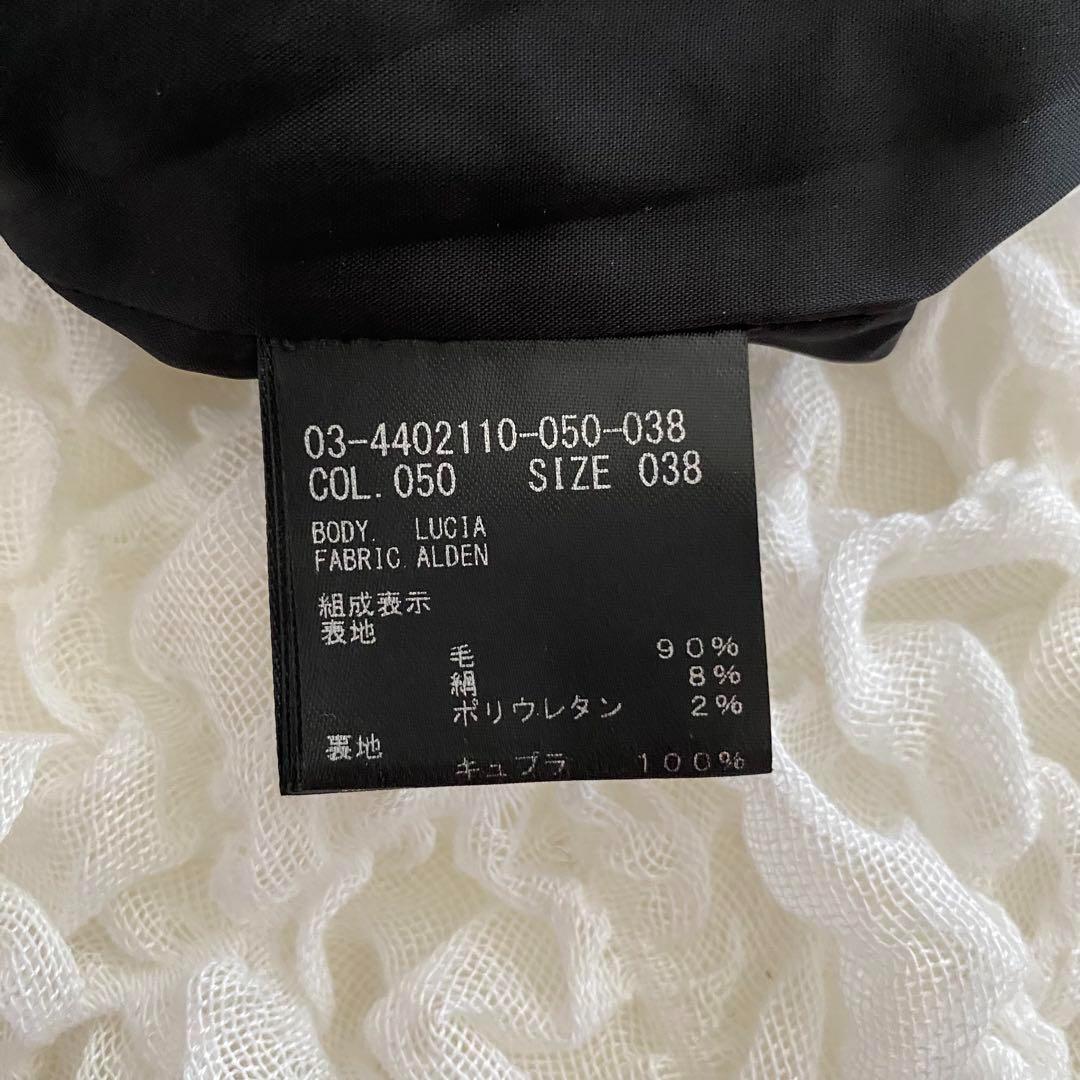 03-4402110-050-038
COL.050 SIZE 038
BODY. LUCIA
FABRIC.ALDEN
組成表示
表地
毛 90%
絹 8%
ポリウレタン 2%
裏地
キュプラ 100%